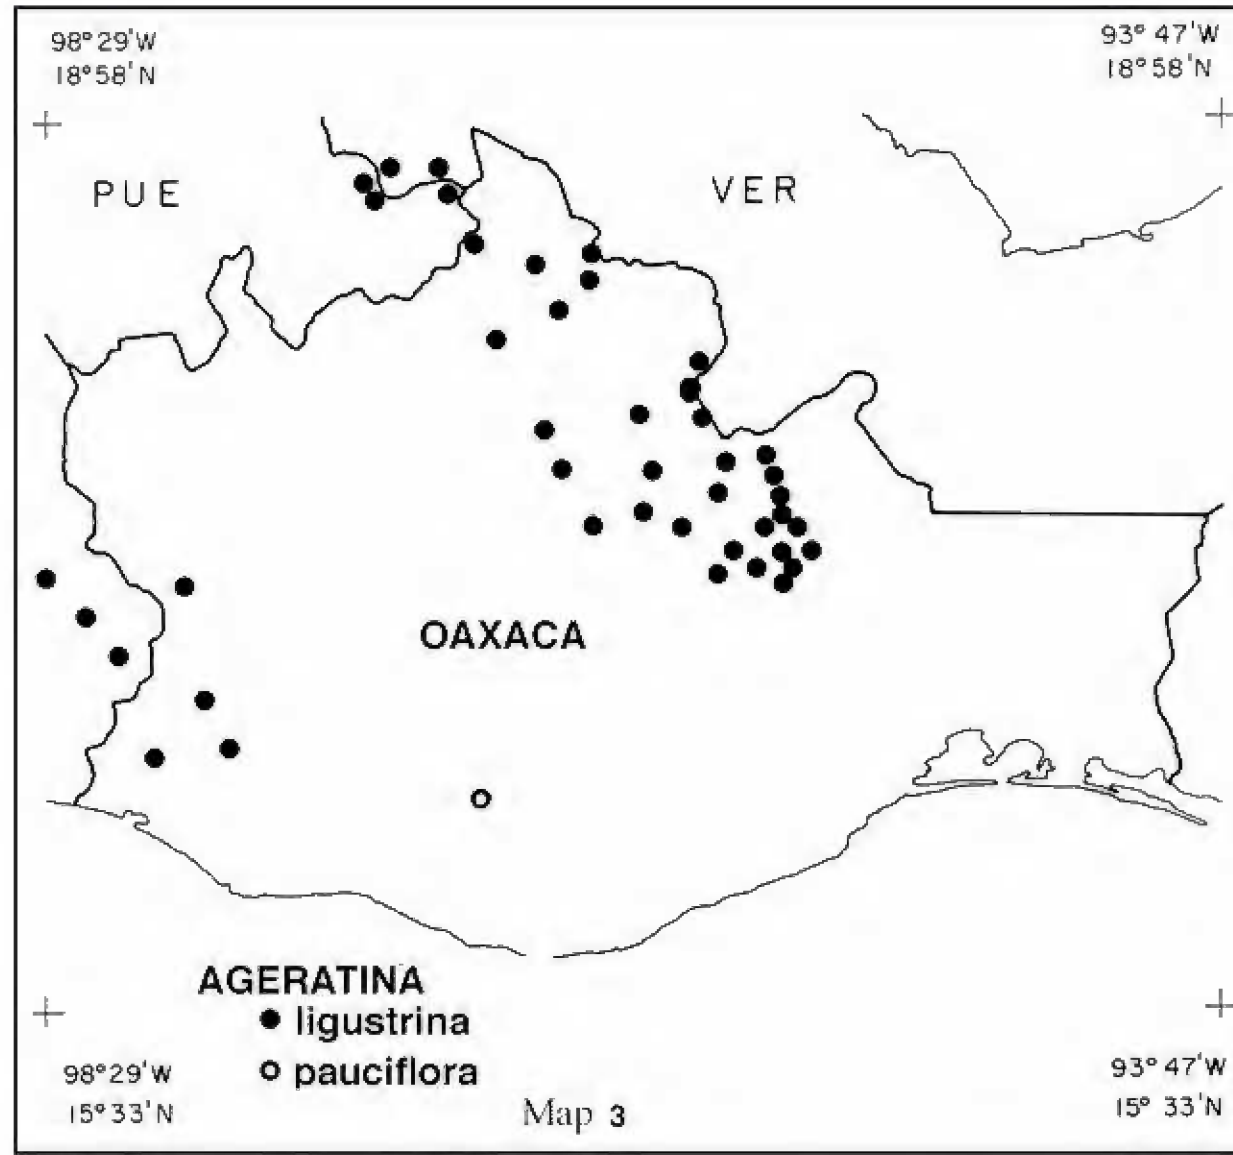 98°29'W
18°58'N
93°47'W
18°58'N
PUE
VER
OAXACA
AGERATINA
ligustrina
pauciflora
98°29'W
15°33'N
Map 3
93°47'W
15°33'N